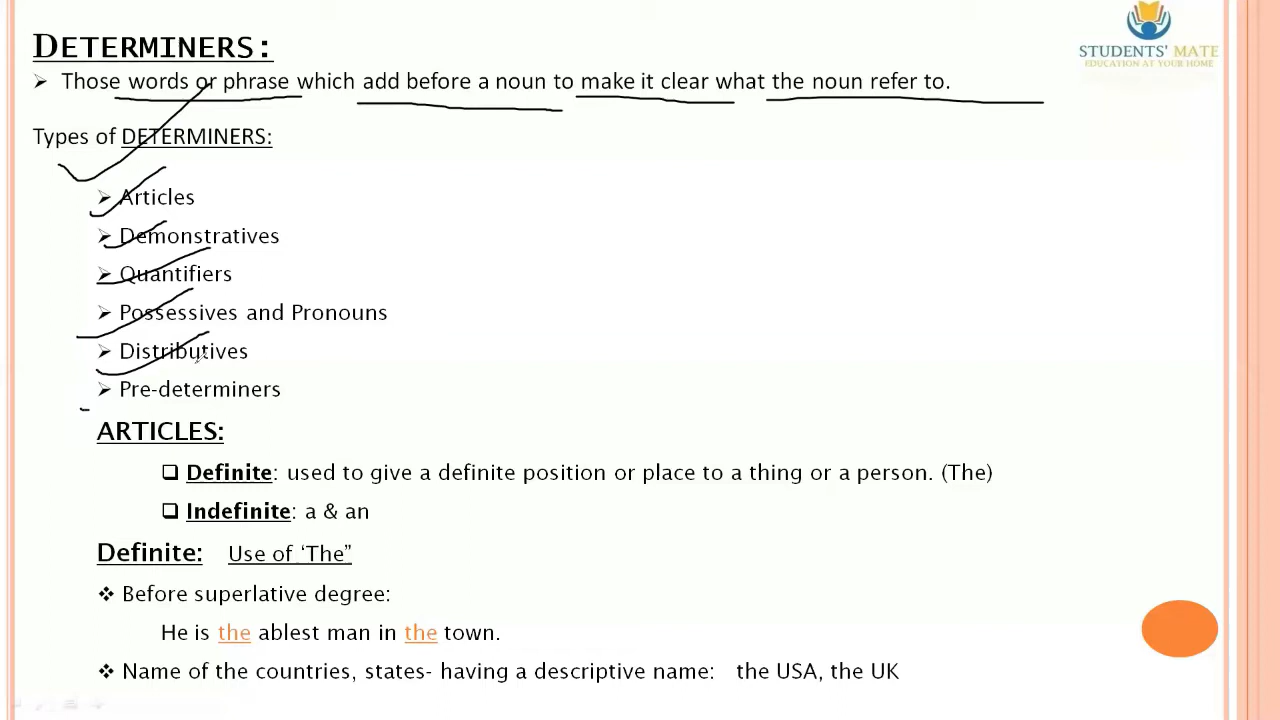 DETERMINERS:
STUDENTS' MATE
EDUCATION AT YOUR HOME
Those words or phrase which add before a noun to make it clear what the noun refer to.
Types of DETERMINERS:
Articles
Demonstratives
Quantifiers
Possessives and Pronouns
Distributives
Pre-determiners
ARTICLES:
Definite: used to give a definite position or place to a thing or a person. (The)
Indefinite: a & an
Definite: Use of ‘The”
Before superlative degree:
He is the ablest man in the town.
Name of the countries, states- having a descriptive name: the USA, the UK